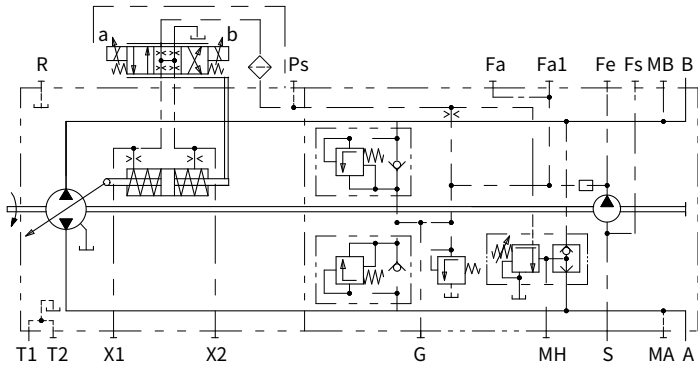 a b
R Ps Fa Fa1 Fe Fs MB B
T1 T2 X1 X2 G MH S MA A